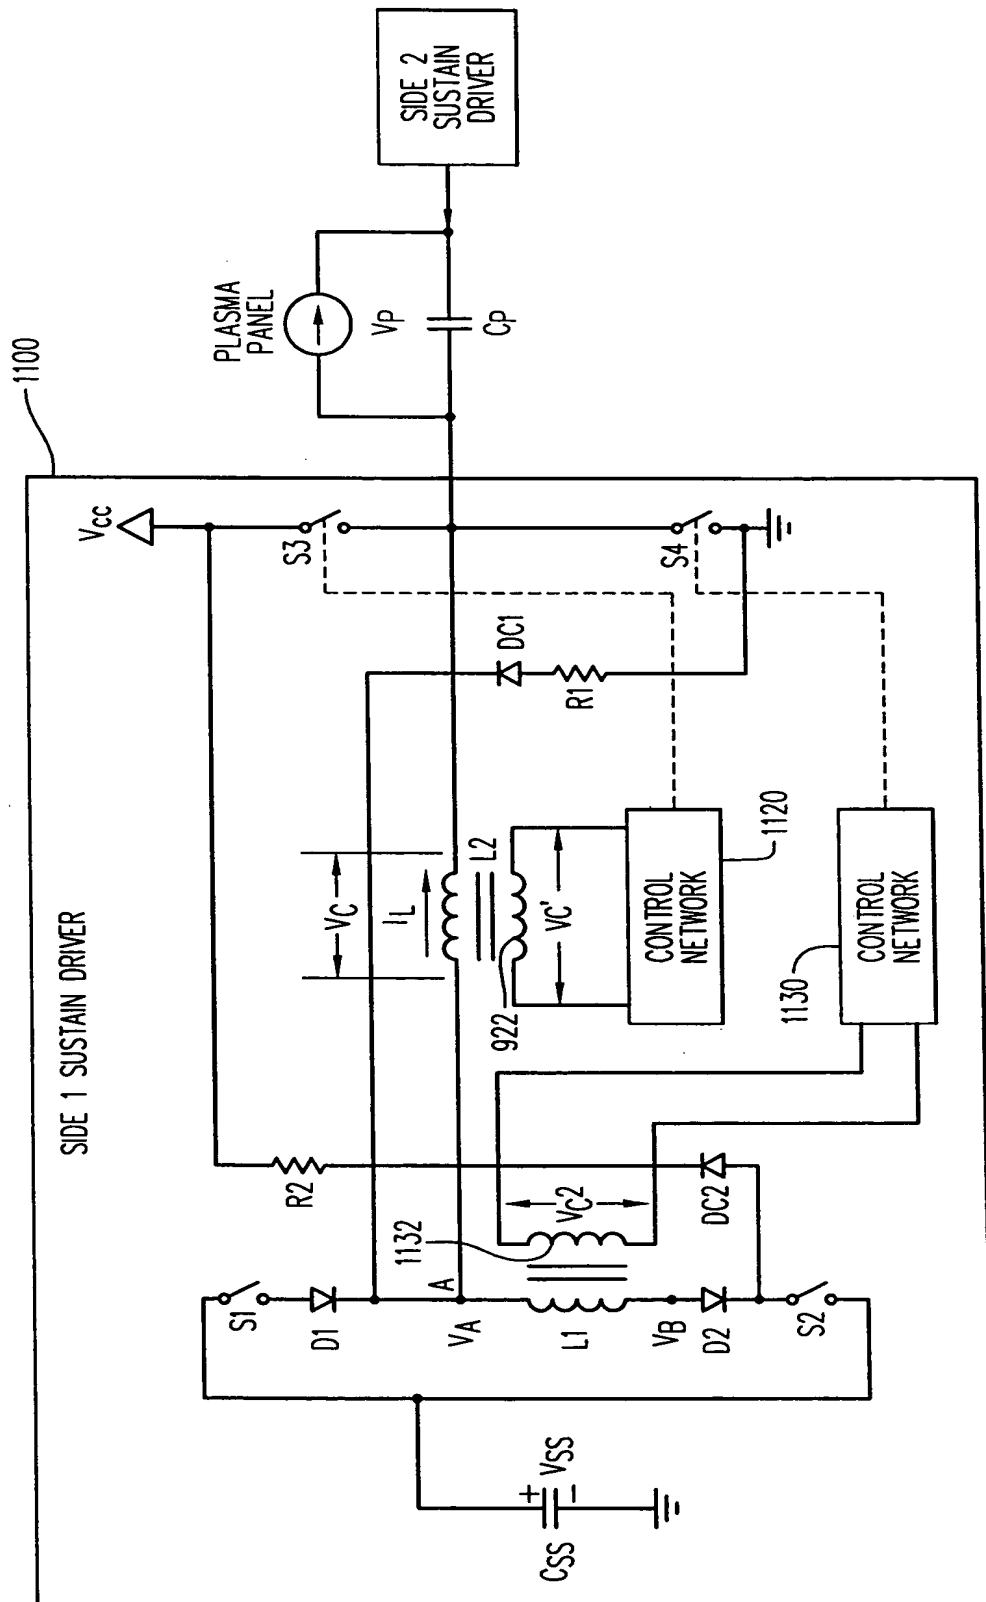 SIDE 1 SUSTAIN DRIVER
1100
PLASMA
PANEL
VP
CP
SIDE 2
SUSTAIN
DRIVER
VCC
S3
S4
DC1
R1
VC
IL
L2
922
VC'
CONTROL
NETWORK
1120
CONTROL
NETWORK
1130
R2
DC2
1132
VC2
S1
D1
A
VA
L1
VB
D2
S2
+
VSS
–
CSS